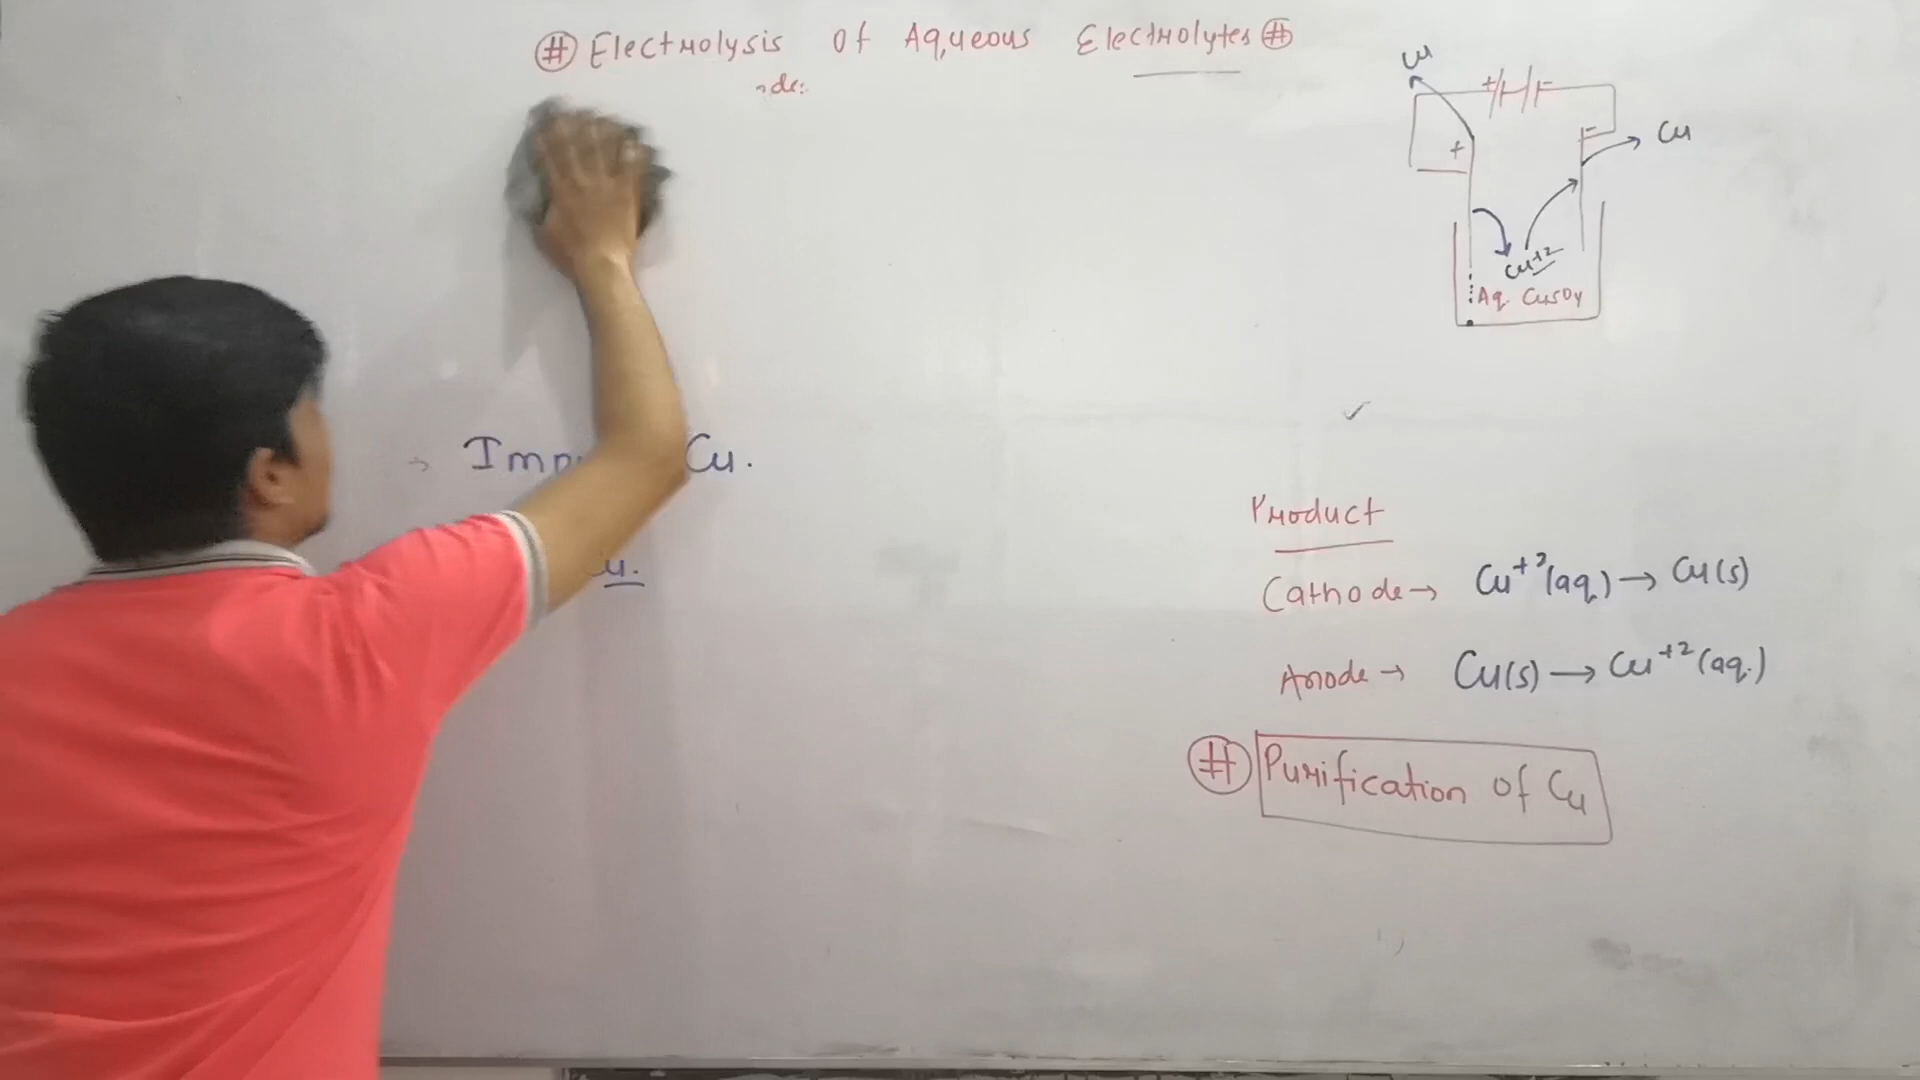 # Electrolysis of Aqueous Electrolytes #
Cu
+ -
-
Cu
+
Cu+2
Aq. CuSO4
→ Cu.
Product
Cathode → Cu+2(aq.) → Cu(s)
Anode → Cu(s) → Cu+2(aq.)
# Purification of Cu